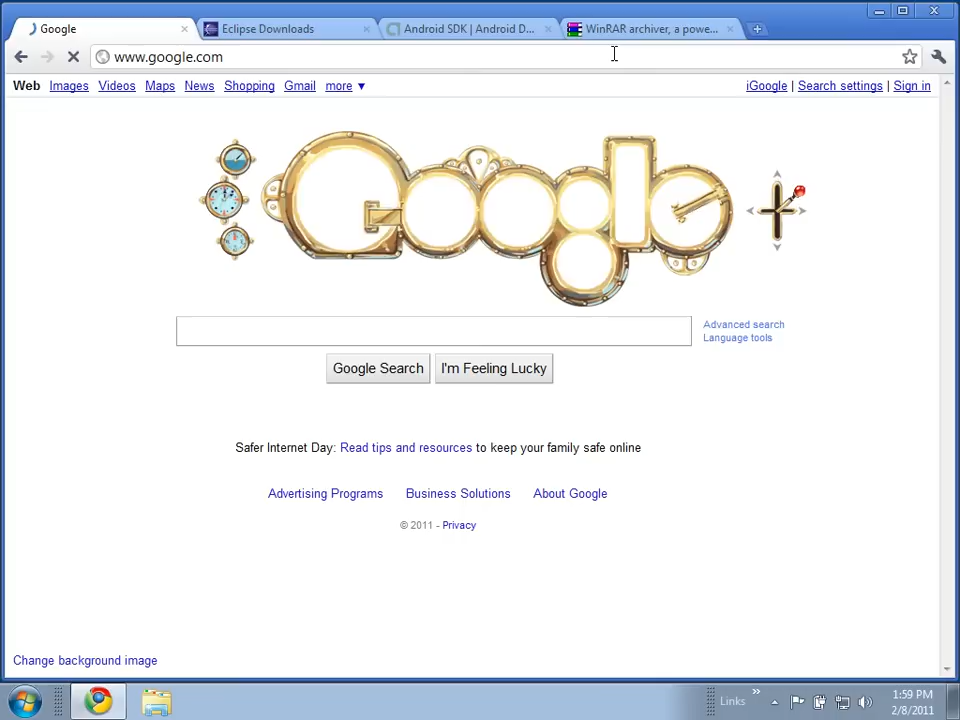 Google
Eclipse Downloads
Android SDK | Android D...
WinRAR archiver, a powe...
www.google.com
Web Images Videos Maps News Shopping Gmail more ▼
iGoogle | Search settings | Sign in
Google
Advanced search
Language tools
Google Search
I'm Feeling Lucky
Safer Internet Day: Read tips and resources to keep your family safe online
Advertising Programs Business Solutions About Google
© 2011 - Privacy
Change background image
Links
1:59 PM
2/8/2011